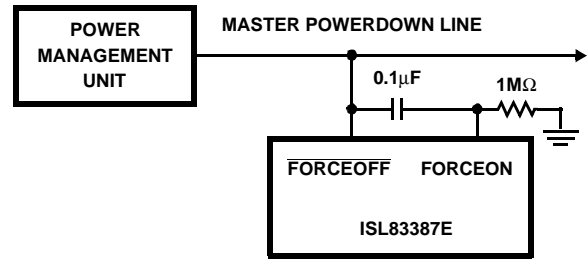 POWER
MANAGEMENT
UNIT
MASTER POWERDOWN LINE
0.1μF
1MΩ
FORCEOFF FORCEON
ISL83387E